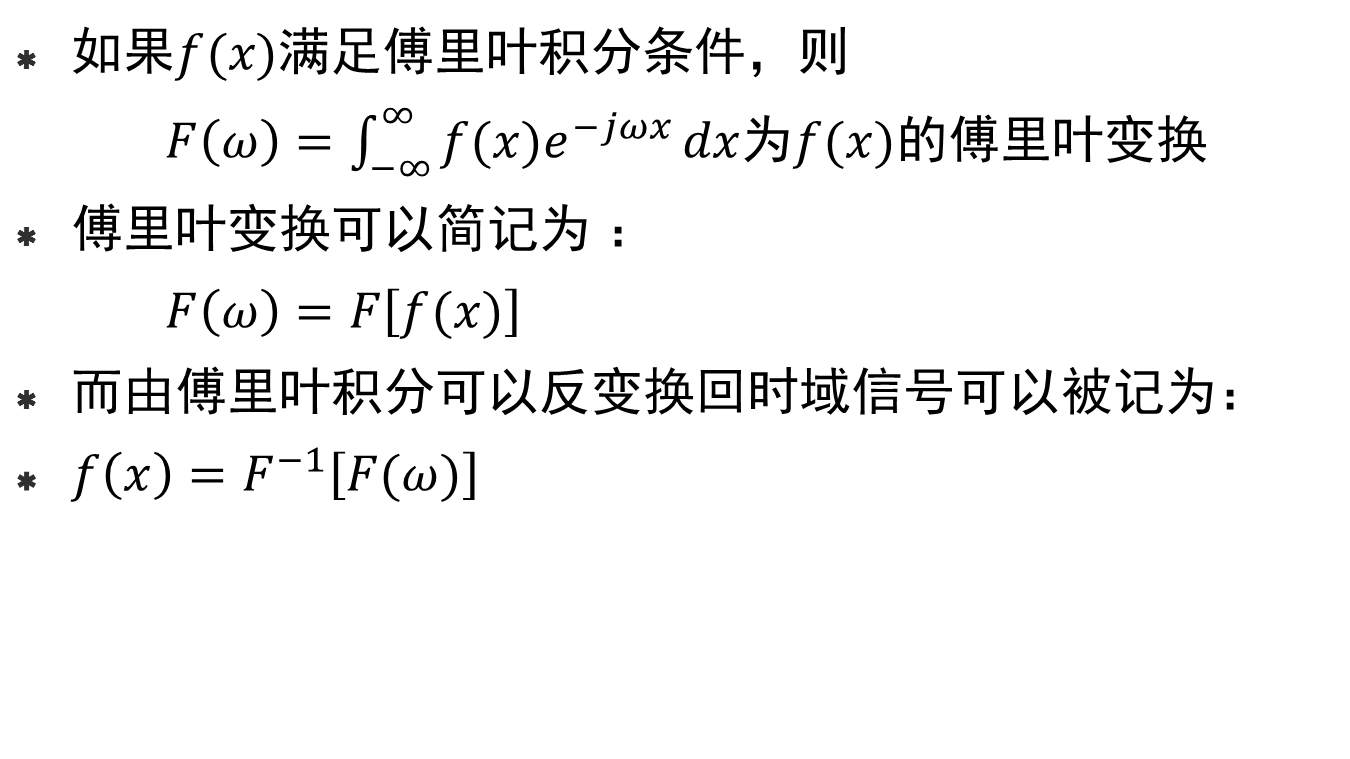 * 如果f(x)满足傅里叶积分条件，则
F(ω) = ∫_{-∞}^{∞} f(x)e^{-jωx} dx为f(x)的傅里叶变换
* 傅里叶变换可以简记为：
F(ω) = F[f(x)]
* 而由傅里叶积分可以反变换回时域信号可以被记为：
* f(x) = F^{-1}[F(ω)]